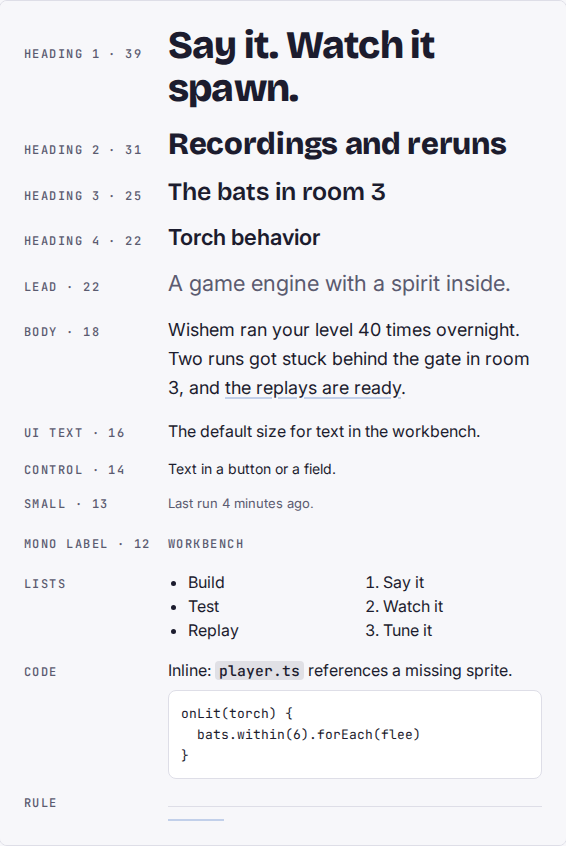 HEADING 1 · 39
Say it. Watch it
spawn.
HEADING 2 · 31
Recordings and reruns
HEADING 3 · 25
The bats in room 3
HEADING 4 · 22
Torch behavior
LEAD · 22
A game engine with a spirit inside.
BODY · 18
Wishem ran your level 40 times overnight.
Two runs got stuck behind the gate in room
3, and the replays are ready.
UI TEXT · 16
The default size for text in the workbench.
CONTROL · 14
Text in a button or a field.
SMALL · 13
Last run 4 minutes ago.
MONO LABEL · 12
WORKBENCH
LISTS
• Build
• Test
• Replay
1. Say it
2. Watch it
3. Tune it
CODE
Inline: player.ts references a missing sprite.
onLit(torch) {
  bats.within(6).forEach(flee)
}
RULE